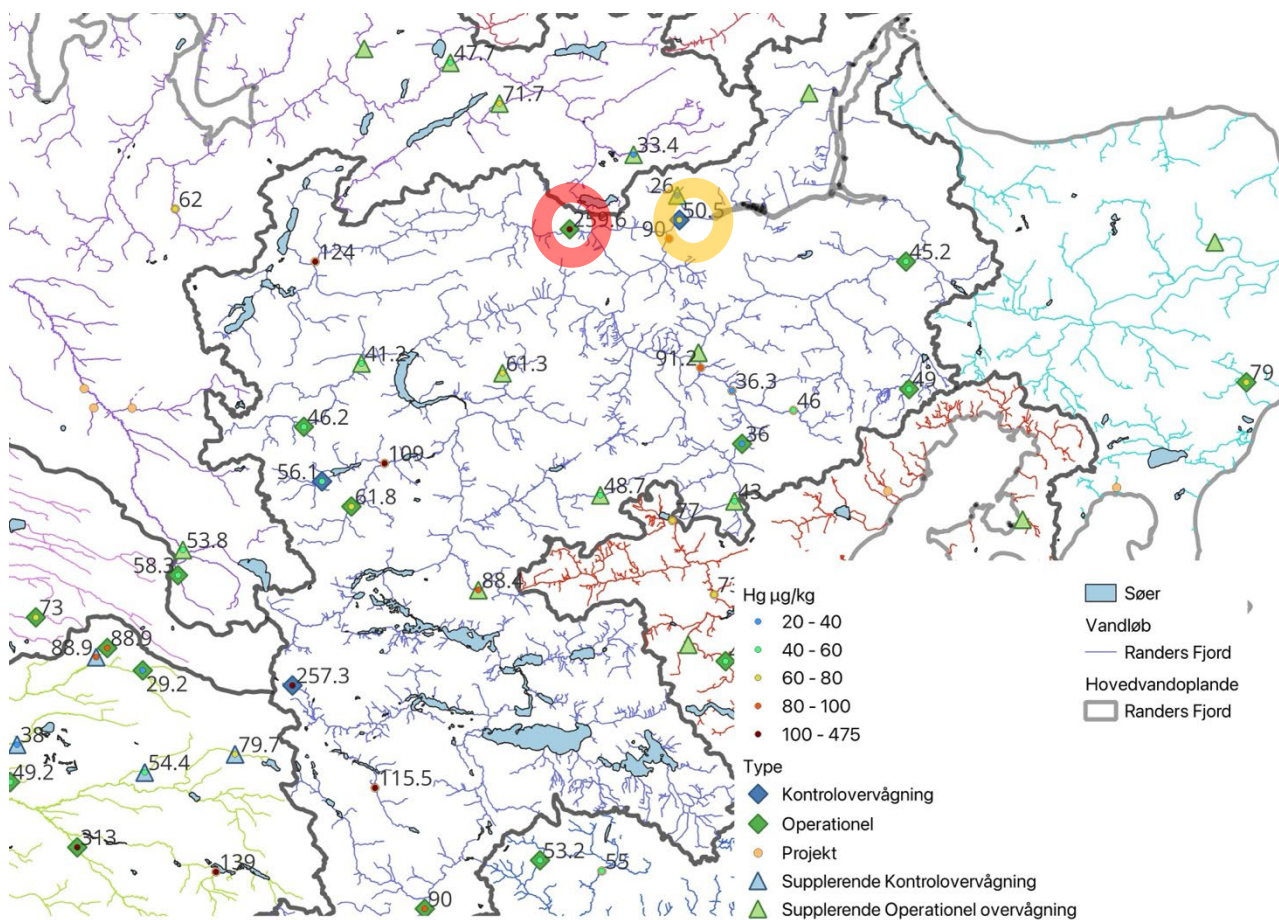 47.7
71.7
33.4
62
26
50.5
259.6
90
124
45.2
41.2
61.3
91.2
36.3
46
49
79
46.2
36
109
56.1
61.8
48.7
43
77
53.8
58.3
88.4
73
88.9
88.9
29.2
257.3
38
79.7
54.4
49.2
115.5
313
139
53.2
55
90
Hg µg/kg
20 - 40
40 - 60
60 - 80
80 - 100
100 - 475
Type
Kontrolovervågning
Operationel
Projekt
Supplerende Kontrolovervågning
Supplerende Operationel overvågning
Søer
Vandløb
Randers Fjord
Hovedvandoplande
Randers Fjord